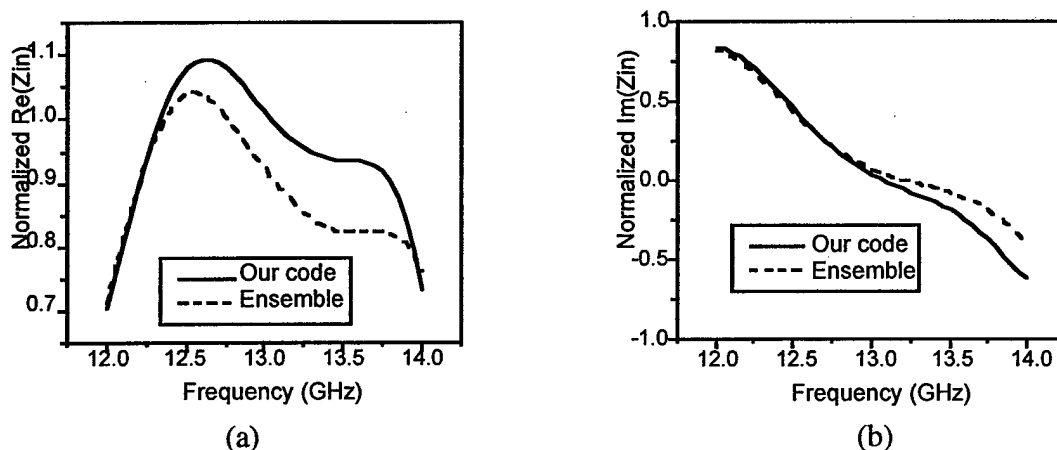 1.1
1.0
0.9
0.8
0.7
Normalized Re(Zin)
Our code
Ensemble
12.0 12.5 13.0 13.5 14.0
Frequency (GHz)
(a)
1.0
0.5
0.0
-0.5
-1.0
Normalized Im(Zin)
Our code
Ensemble
12.0 12.5 13.0 13.5 14.0
Frequency (GHz)
(b)